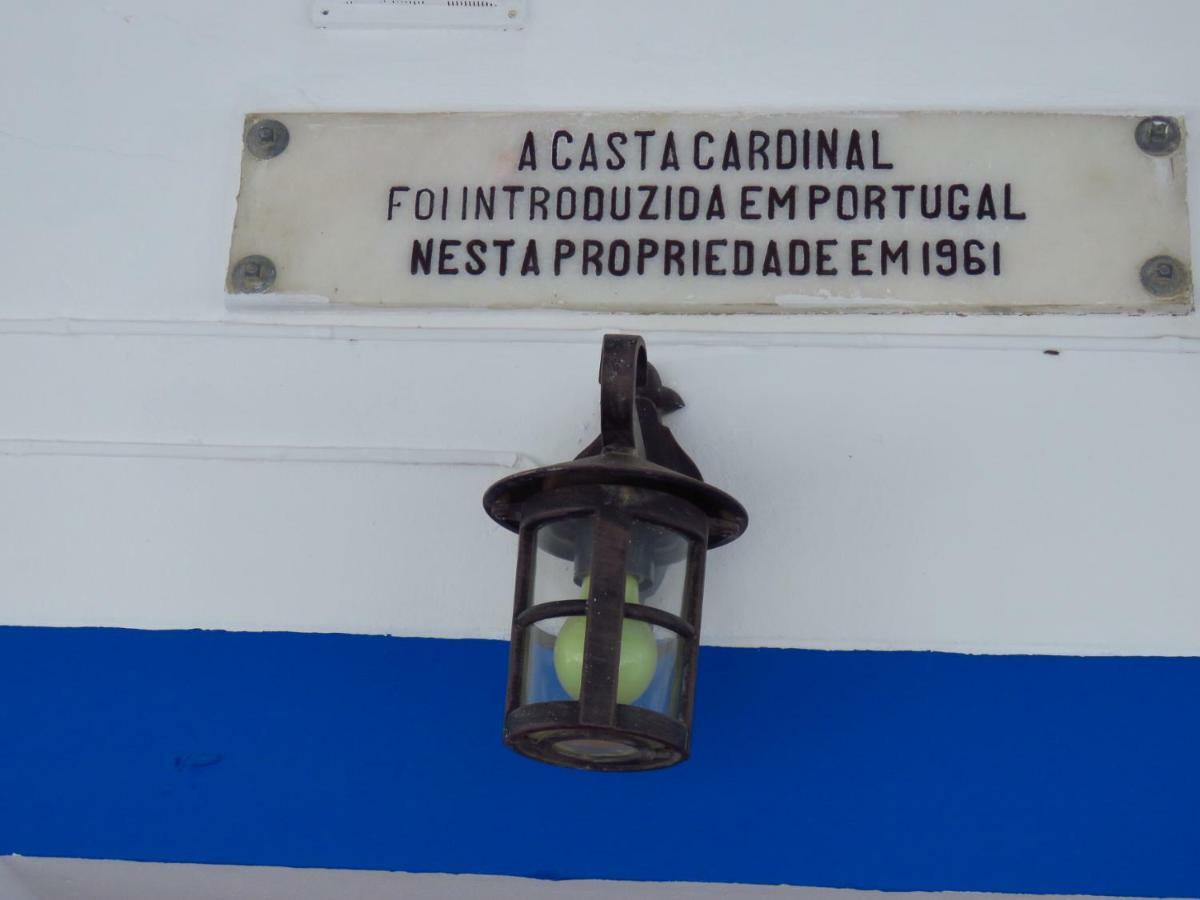 A CASTA CARDINAL
FOI INTRODUZIDA EM PORTUGAL
NESTA PROPRIEDADE EM 1961